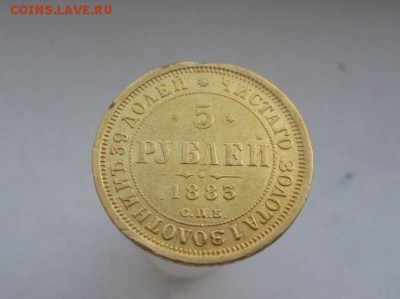 COINS.LAVE.RU
ЧИСТАГО ЗОЛОТА 1 ЗОЛОТНИКЪ 39 ДОЛЕЙ
5
РУБЛЕЙ
1883
С.П.Б.